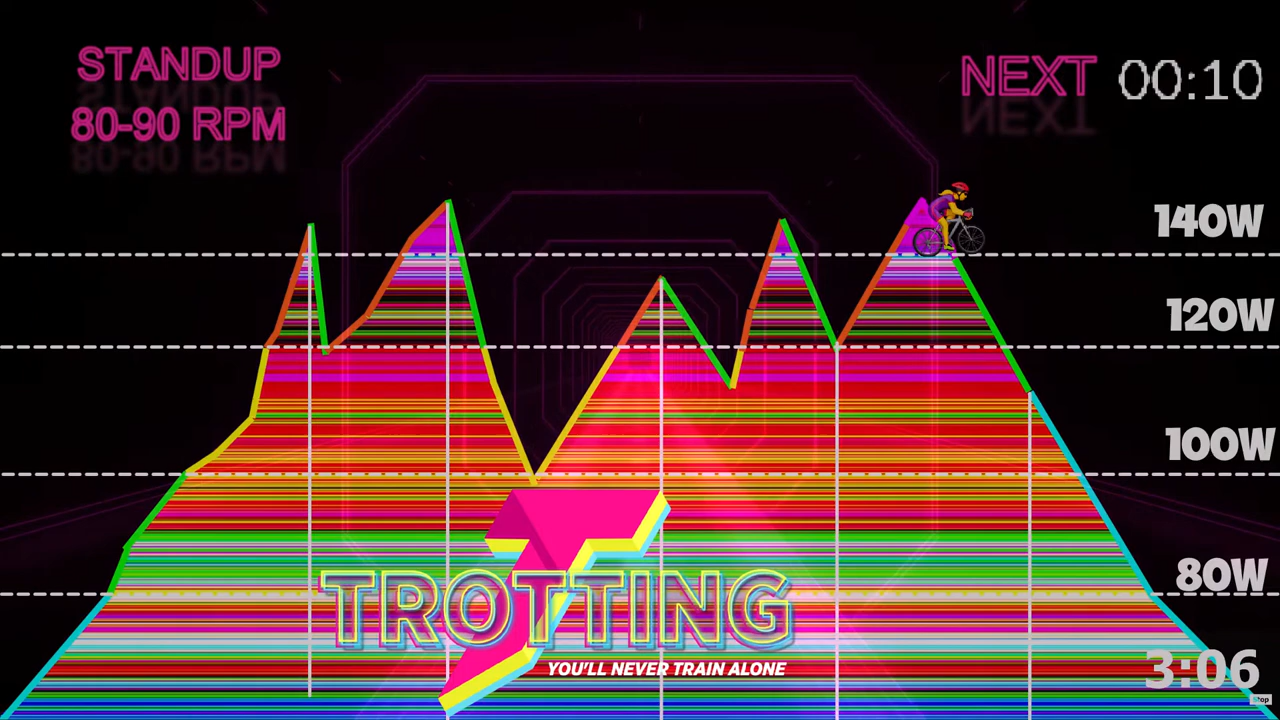 STANDUP
80-90 RPM
NEXT 00:10
140W
120W
100W
80W
TROTTING
YOU'LL NEVER TRAIN ALONE
3:06
Stop